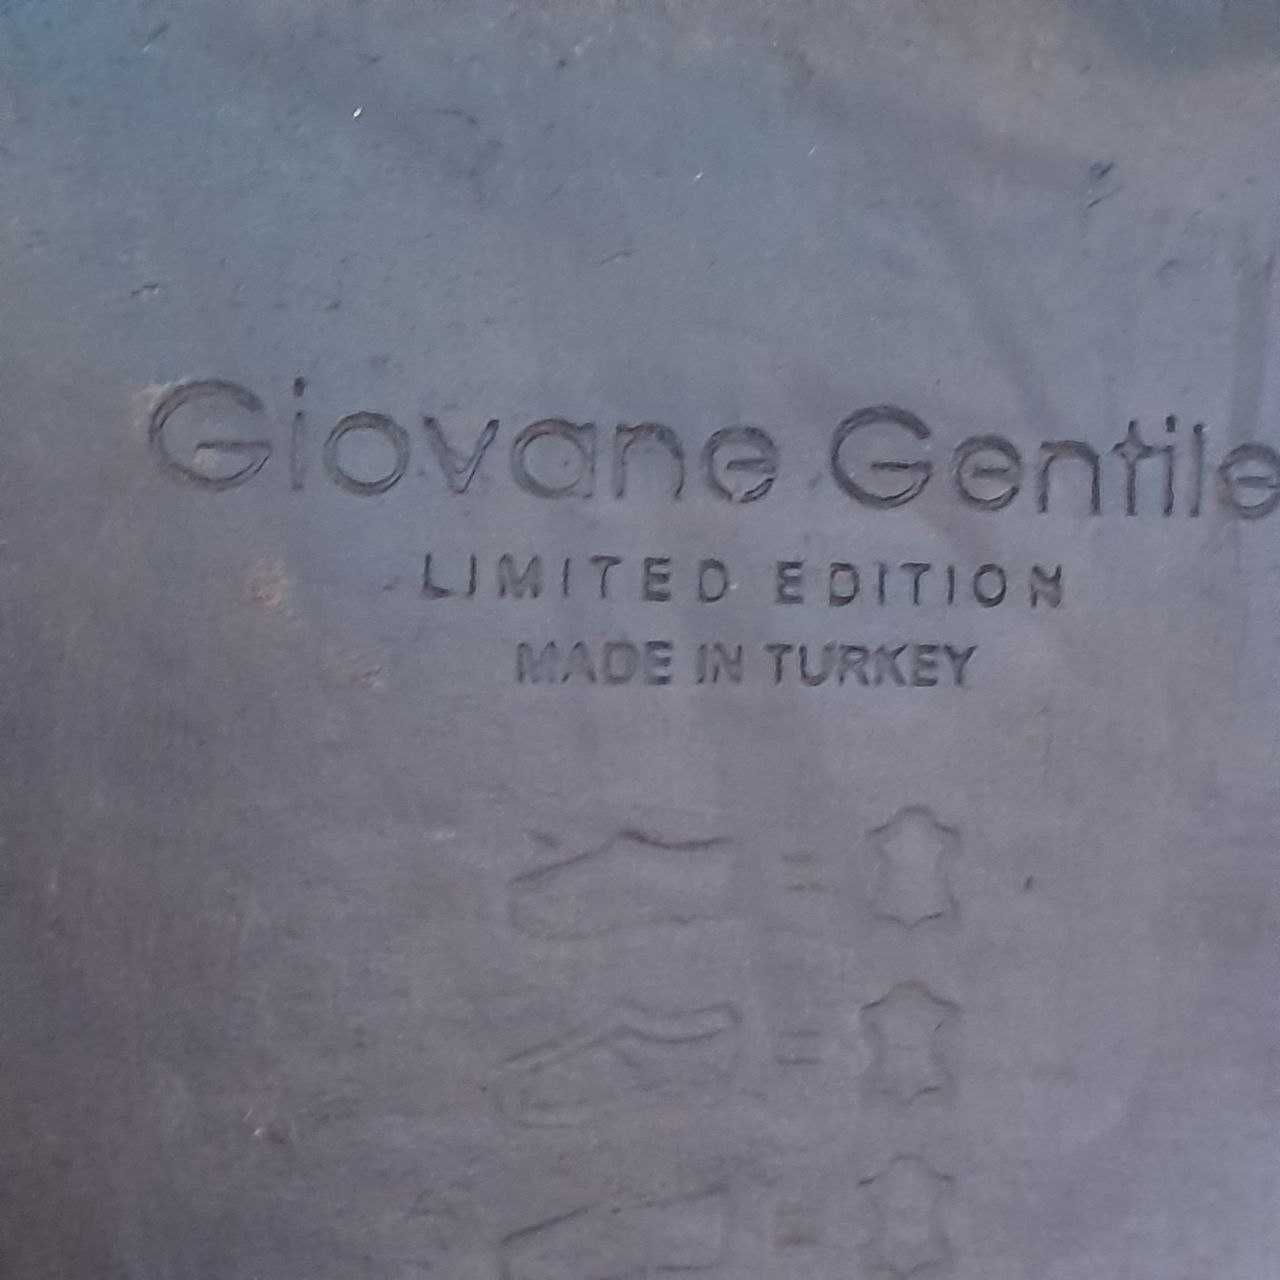 Giovane Gentile
LIMITED EDITION
MADE IN TURKEY